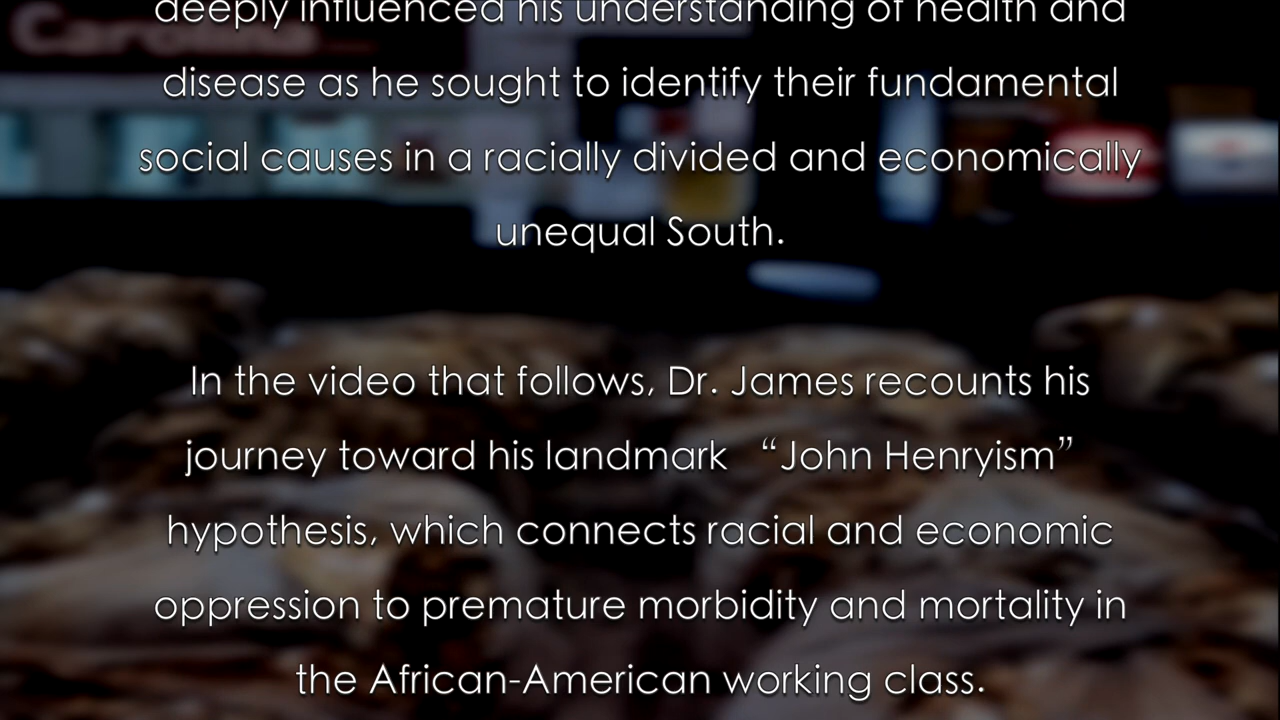 Carolina
deeply influenced his understanding of health and
disease as he sought to identify their fundamental
social causes in a racially divided and economically
unequal South.
In the video that follows, Dr. James recounts his
journey toward his landmark “John Henryism”
hypothesis, which connects racial and economic
oppression to premature morbidity and mortality in
the African-American working class.